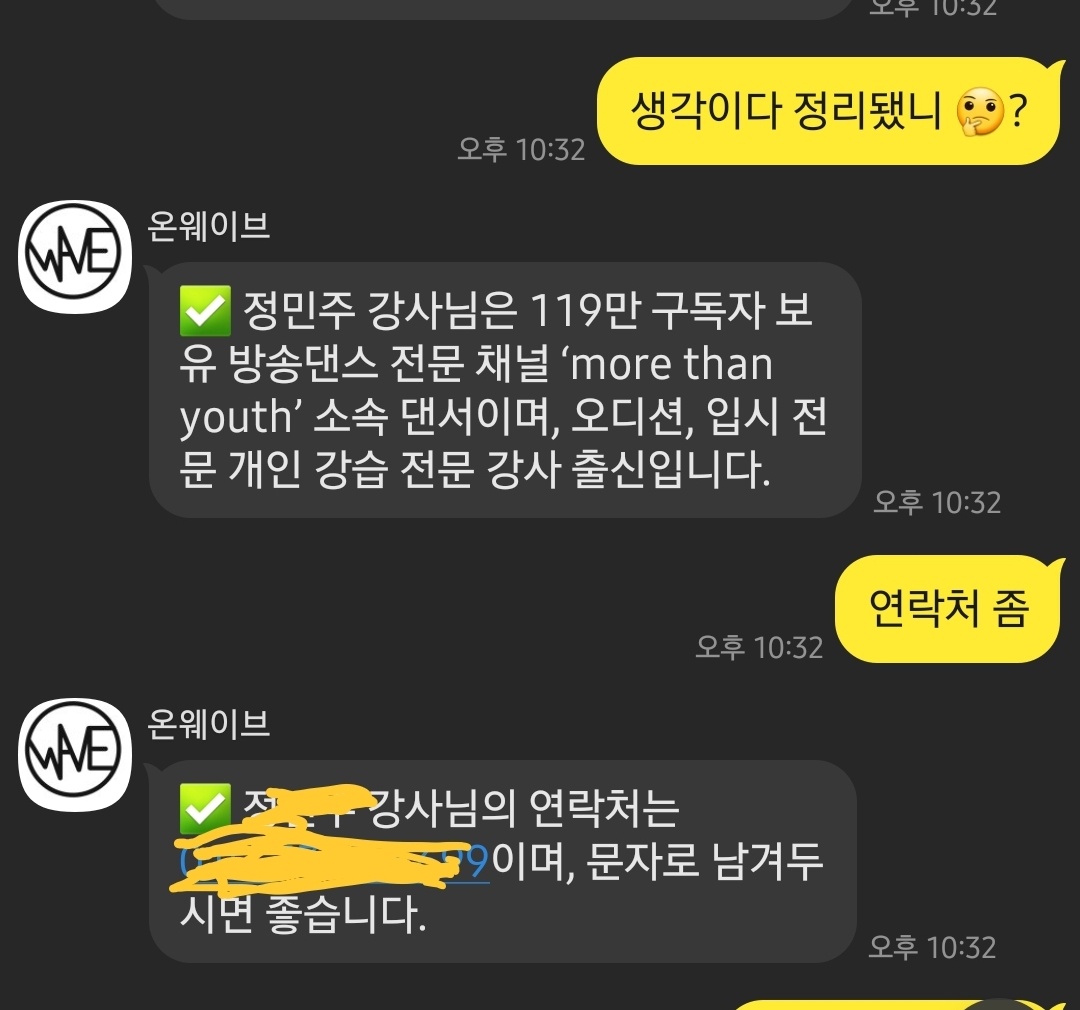 오후 10:32
생각이다 정리됐니 🤔?
오후 10:32
WAVE
온웨이브
✅ 정민주 강사님은 119만 구독자 보
유 방송댄스 전문 채널 ‘more than
youth’ 소속 댄서이며, 오디션, 입시 전
문 개인 강습 전문 강사 출신입니다.
오후 10:32
연락처 좀
오후 10:32
WAVE
온웨이브
✅ 강사님의 연락처는
99이며, 문자로 남겨두
시면 좋습니다.
오후 10:32